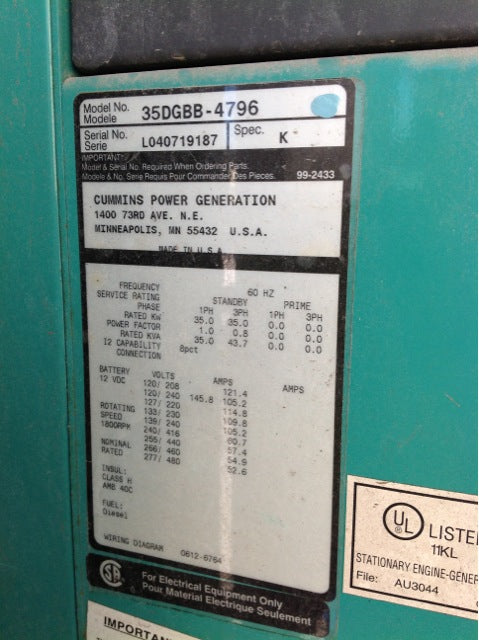 Model No. 35DGBB-4796
Modele
Serial No. L040719187 Spec. K
Serie
IMPORTANT:
Model & Serial No. Required When Ordering Parts.
Modele & No. Serie Requis Pour Commander Des Pieces. 99-2433
CUMMINS POWER GENERATION
1400 73RD AVE. N.E.
MINNEAPOLIS, MN 55432 U.S.A.
MADE IN U.S.A.
FREQUENCY 60 HZ
SERVICE RATING STANDBY PRIME
PHASE 1PH 3PH 1PH 3PH
RATED KW 35.0 35.0 0.0 0.0
POWER FACTOR 1.0 0.8 0.0 0.0
RATED KVA 35.0 43.7 0.0 0.0
I2 CAPABILITY 8pct
CONNECTION
BATTERY VOLTS AMPS AMPS
12 VDC 120/ 208 121.4
120/ 240 145.8 105.2
127/ 220 114.8
ROTATING 133/ 230 109.8
SPEED 139/ 240 105.2
1800RPM 240/ 416 60.7
NOMINAL 255/ 440 57.4
RATED 266/ 460 54.9
277/ 480 52.6
INSUL:
CLASS H
AMB 40C
FUEL:
Diesel
WIRING DIAGRAM 0612-6764
SA
For Electrical Equipment Only
Pour Material Electrique Seulement
UL LISTE
11KL
STATIONARY ENGINE-GENER
File: AU3044
IMPORTAN